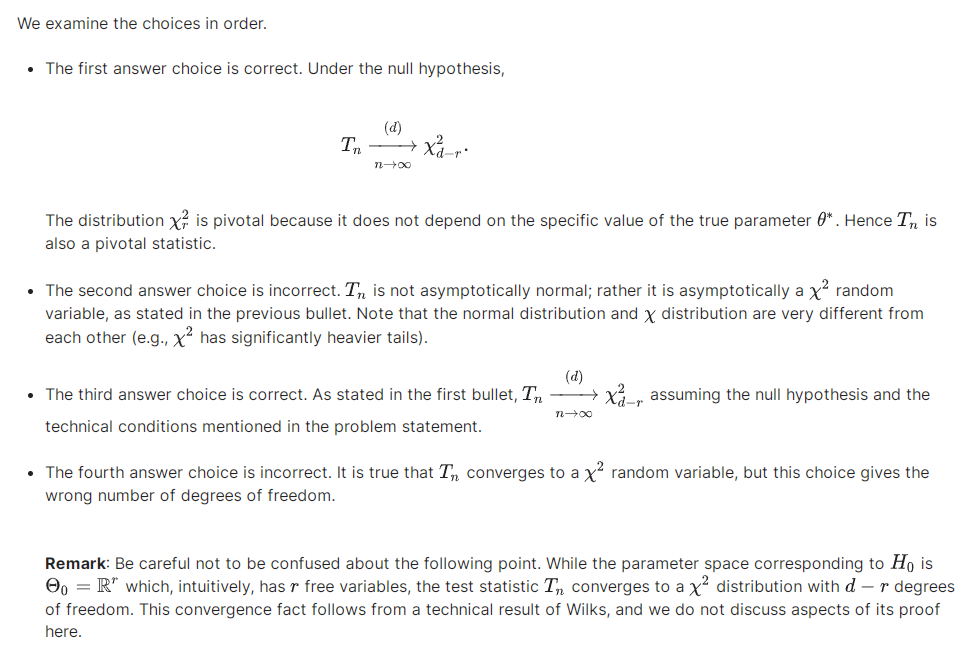 We examine the choices in order.
• The first answer choice is correct. Under the null hypothesis,
$T_n \xrightarrow[n\to\infty]{(d)} \chi^2_{d-r}.$
The distribution $\chi^2_r$ is pivotal because it does not depend on the specific value of the true parameter $\theta^*$. Hence $T_n$ is
also a pivotal statistic.
• The second answer choice is incorrect. $T_n$ is not asymptotically normal; rather it is asymptotically a $\chi^2$ random
variable, as stated in the previous bullet. Note that the normal distribution and $\chi$ distribution are very different from
each other (e.g., $\chi^2$ has significantly heavier tails).
• The third answer choice is correct. As stated in the first bullet, $T_n \xrightarrow[n\to\infty]{(d)} \chi^2_{d-r}$ assuming the null hypothesis and the
technical conditions mentioned in the problem statement.
• The fourth answer choice is incorrect. It is true that $T_n$ converges to a $\chi^2$ random variable, but this choice gives the
wrong number of degrees of freedom.
Remark: Be careful not to be confused about the following point. While the parameter space corresponding to $H_0$ is
$\Theta_0 = \mathbb{R}^r$ which, intuitively, has $r$ free variables, the test statistic $T_n$ converges to a $\chi^2$ distribution with $d - r$ degrees
of freedom. This convergence fact follows from a technical result of Wilks, and we do not discuss aspects of its proof
here.